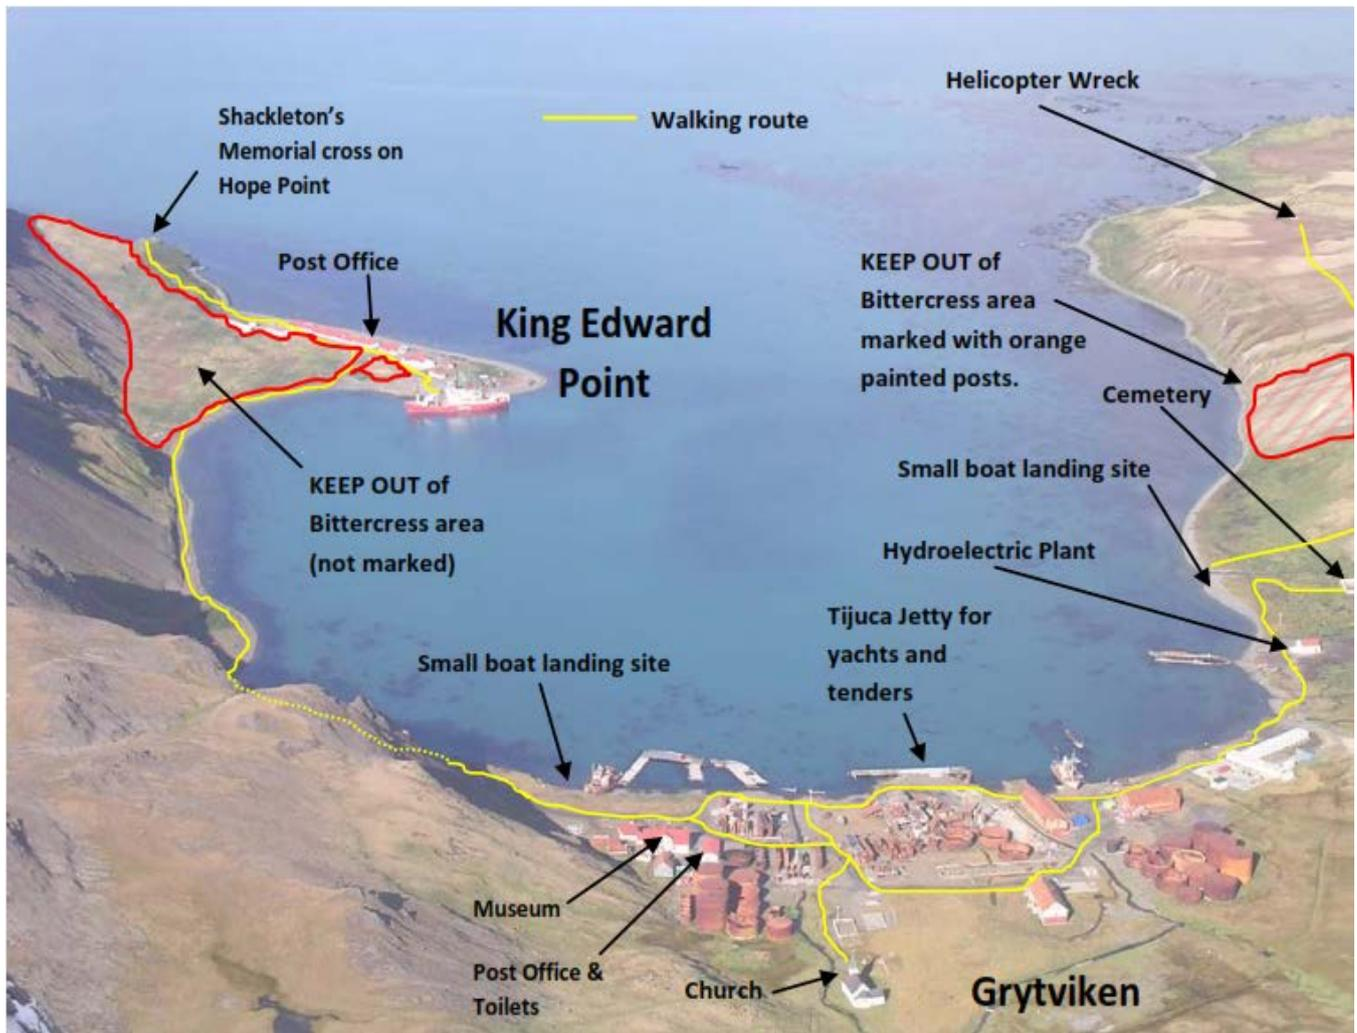 Helicopter Wreck
Shackleton's
Memorial cross on
Hope Point
Walking route
Post Office
King Edward
Point
KEEP OUT of
Bittercress area
marked with orange
painted posts.
Cemetery
Small boat landing site
KEEP OUT of
Bittercress area
(not marked)
Hydroelectric Plant
Tijuca Jetty for
yachts and
tenders
Small boat landing site
Museum
Post Office &
Toilets
Church
Grytviken